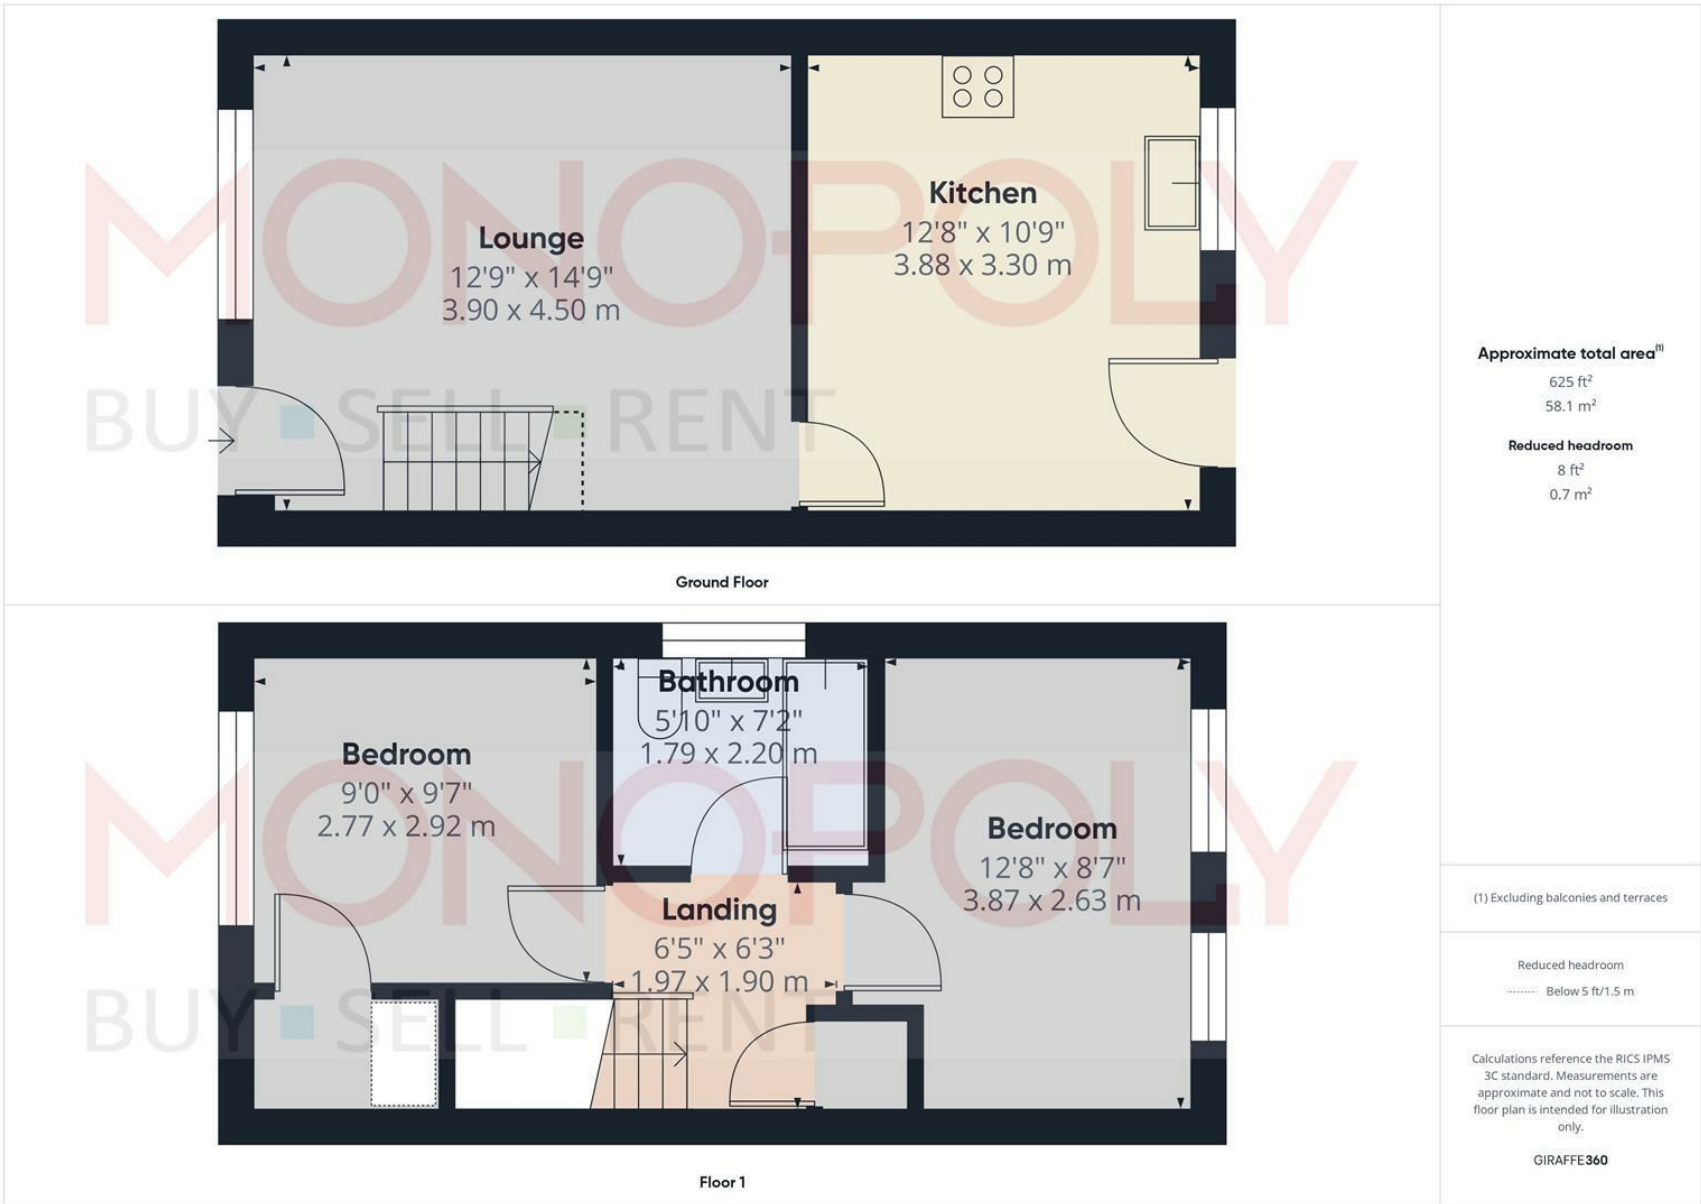 Lounge
12'9" x 14'9"
3.90 x 4.50 m
Kitchen
12'8" x 10'9"
3.88 x 3.30 m
MONOPOLY
BUY SELL RENT
Ground Floor
Bedroom
9'0" x 9'7"
2.77 x 2.92 m
Bathroom
5'10" x 7'2"
1.79 x 2.20 m
Landing
6'5" x 6'3"
1.97 x 1.90 m
Bedroom
12'8" x 8'7"
3.87 x 2.63 m
MONOPOLY
BUY SELL RENT
Floor 1
Approximate total area⁽¹⁾
625 ft²
58.1 m²
Reduced headroom
8 ft²
0.7 m²
(1) Excluding balconies and terraces
Reduced headroom
Below 5 ft/1.5 m
Calculations reference the RICS IPMS
3C standard. Measurements are
approximate and not to scale. This
floor plan is intended for illustration
only.
GIRAFFE360